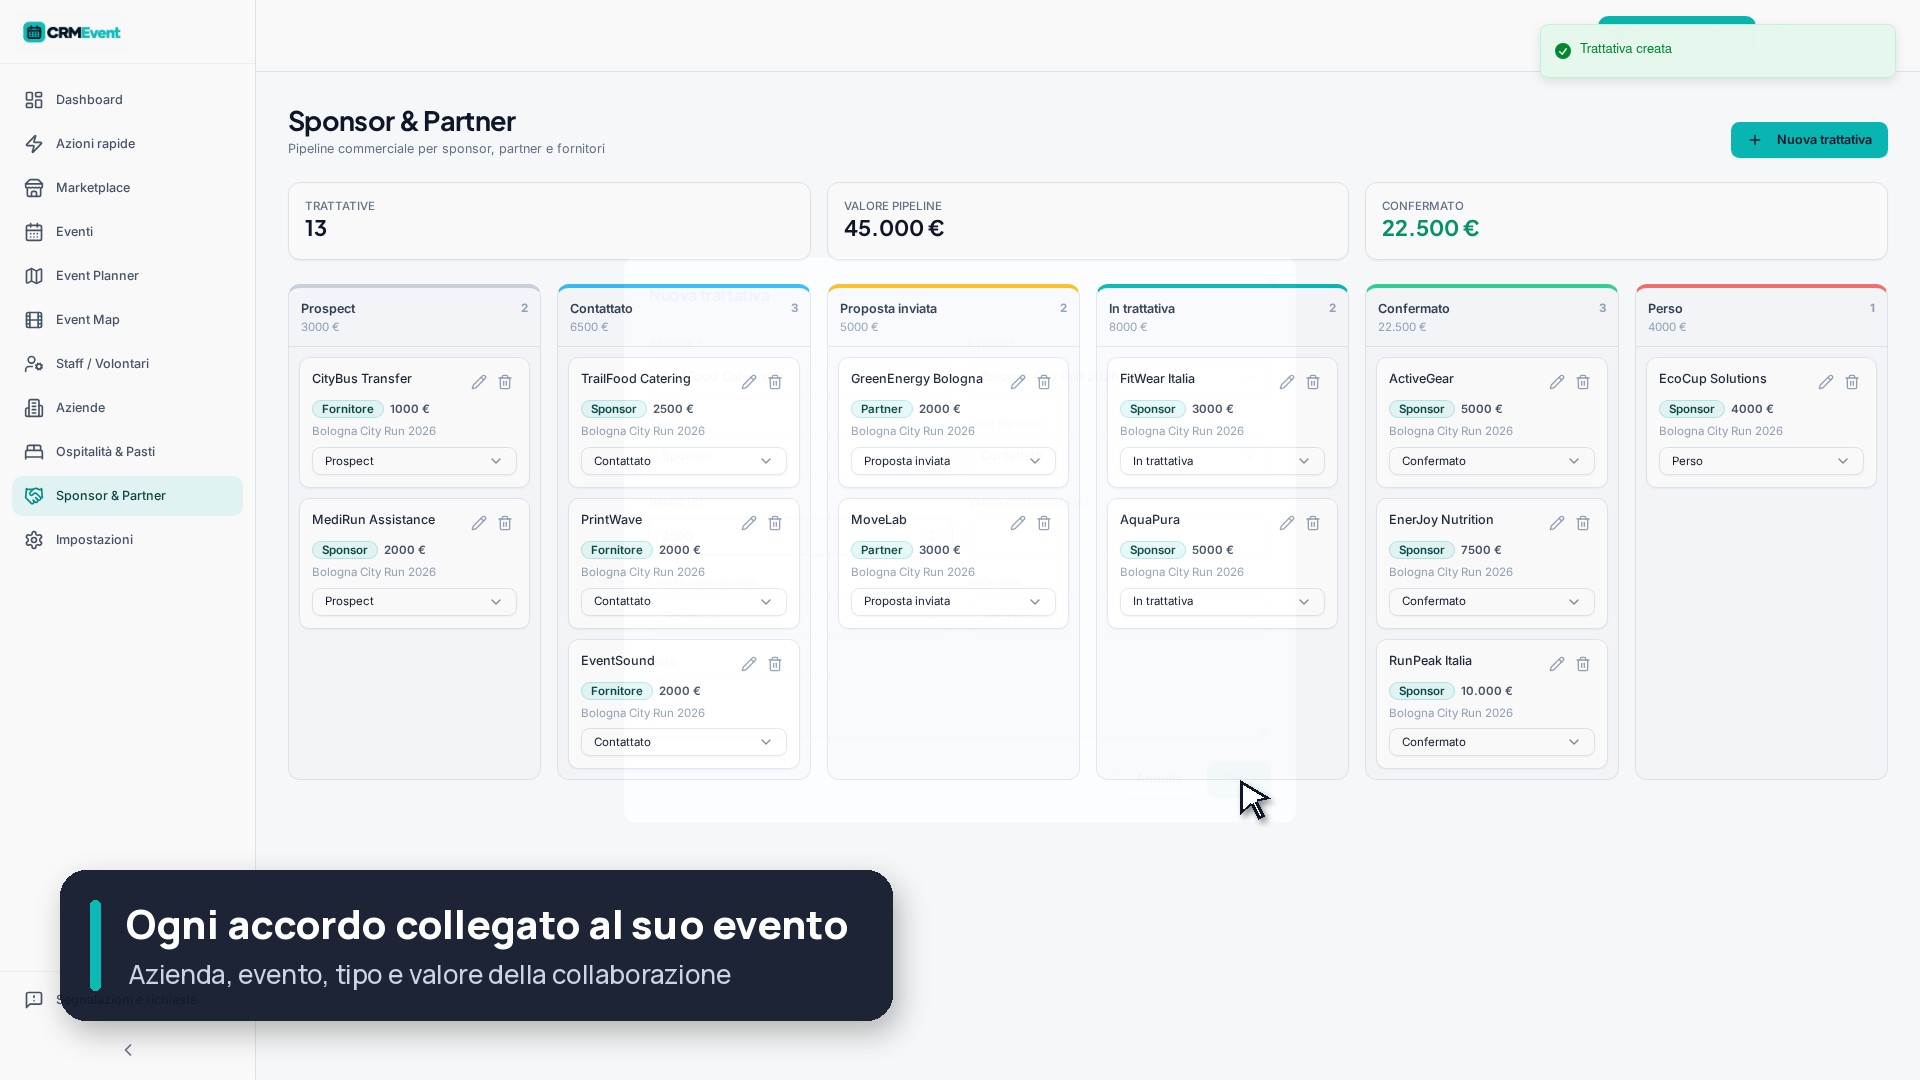 CRMEvent
Trattativa creata
Dashboard
Azioni rapide
Marketplace
Eventi
Event Planner
Event Map
Staff / Volontari
Aziende
Ospitalità & Pasti
Sponsor & Partner
Impostazioni
Segnalazioni e richieste
Sponsor & Partner
Pipeline commerciale per sponsor, partner e fornitori
Nuova trattativa
TRATTATIVE
13
VALORE PIPELINE
45.000 €
CONFERMATO
22.500 €
Nuova trattativa
Prospect 2
3000 €
CityBus Transfer
Fornitore 1000 €
Bologna City Run 2026
Prospect
MediRun Assistance
Sponsor 2000 €
Bologna City Run 2026
Prospect
Contattato 3
6500 €
TrailFood Catering
Sponsor 2500 €
Bologna City Run 2026
Contattato
PrintWave
Fornitore 2000 €
Bologna City Run 2026
Contattato
EventSound
Fornitore 2000 €
Bologna City Run 2026
Contattato
Proposta inviata 2
5000 €
GreenEnergy Bologna
Partner 2000 €
Bologna City Run 2026
Proposta inviata
MoveLab
Partner 3000 €
Bologna City Run 2026
Proposta inviata
In trattativa 2
8000 €
FitWear Italia
Sponsor 3000 €
Bologna City Run 2026
In trattativa
AquaPura
Sponsor 5000 €
Bologna City Run 2026
In trattativa
Confermato 3
22.500 €
ActiveGear
Sponsor 5000 €
Bologna City Run 2026
Confermato
EnerJoy Nutrition
Sponsor 7500 €
Bologna City Run 2026
Confermato
RunPeak Italia
Sponsor 10.000 €
Bologna City Run 2026
Confermato
Perso 1
4000 €
EcoCup Solutions
Sponsor 4000 €
Bologna City Run 2026
Perso
Ogni accordo collegato al suo evento
Azienda, evento, tipo e valore della collaborazione